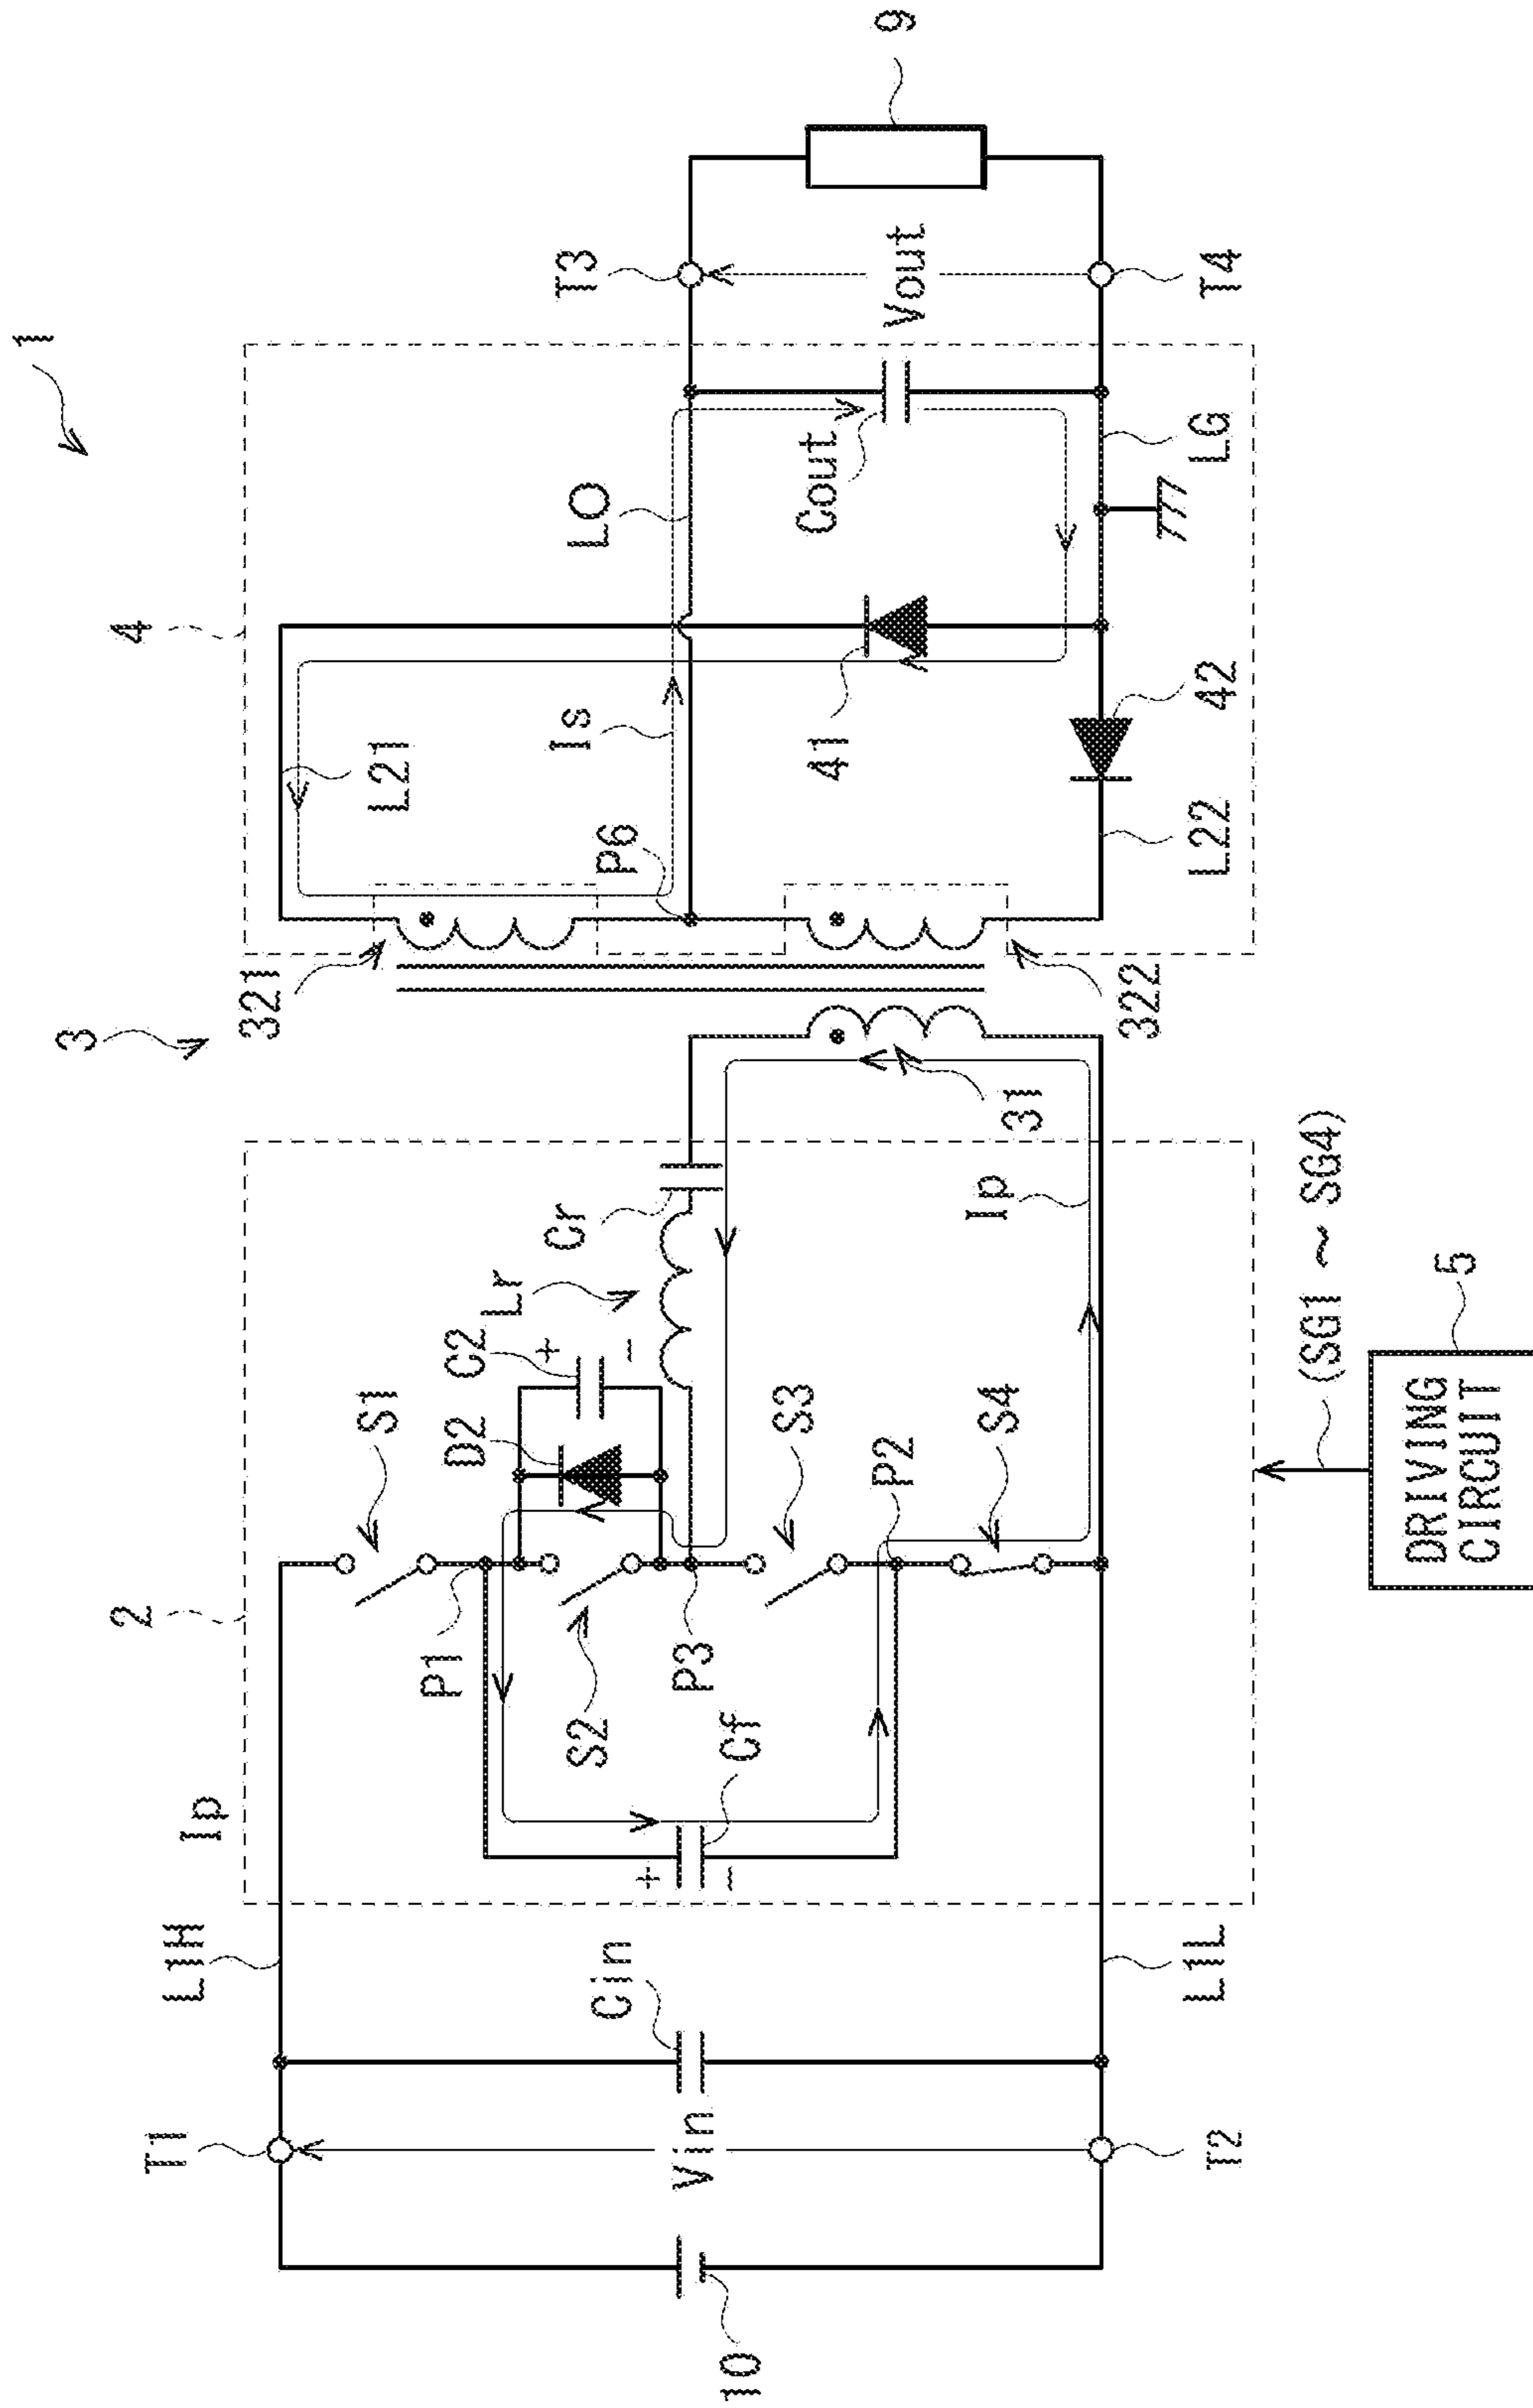 1
3
2
4
T1
L1H
Ip
S1
321
L21
LO
T3
P1
D2
C2
+
−
Lr
Cr
P6
Is
Vin
Cin
+
Cf
−
S2
P3
S3
P2
S4
31
Ip
322
41
42
Cout
Vout
9
10
T2
L1L
L22
LG
T4
(SG1 ~ SG4)
DRIVING
CIRCUIT
5